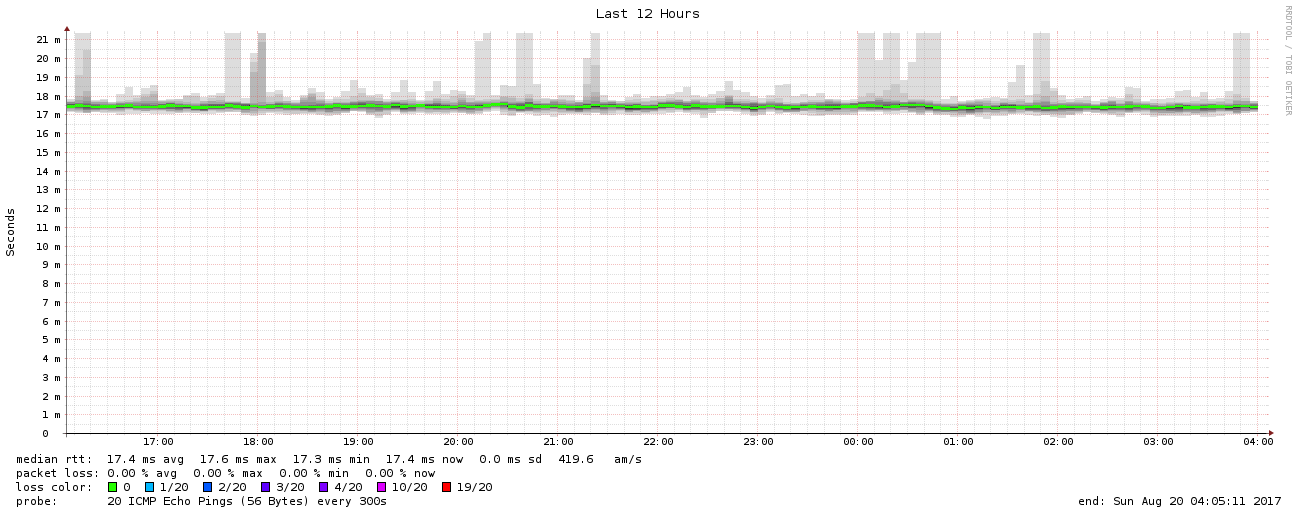 Last 12 Hours
RRDTOOL / TOBI OETIKER
Seconds
21 m
20 m
19 m
18 m
17 m
16 m
15 m
14 m
13 m
12 m
11 m
10 m
9 m
8 m
7 m
6 m
5 m
4 m
3 m
2 m
1 m
0
17:00 18:00 19:00 20:00 21:00 22:00 23:00 00:00 01:00 02:00 03:00 04:00
median rtt: 17.4 ms avg 17.6 ms max 17.3 ms min 17.4 ms now 0.0 ms sd 419.6 am/s
packet loss: 0.00 % avg 0.00 % max 0.00 % min 0.00 % now
loss color: 0 1/20 2/20 3/20 4/20 10/20 19/20
probe: 20 ICMP Echo Pings (56 Bytes) every 300s end: Sun Aug 20 04:05:11 2017